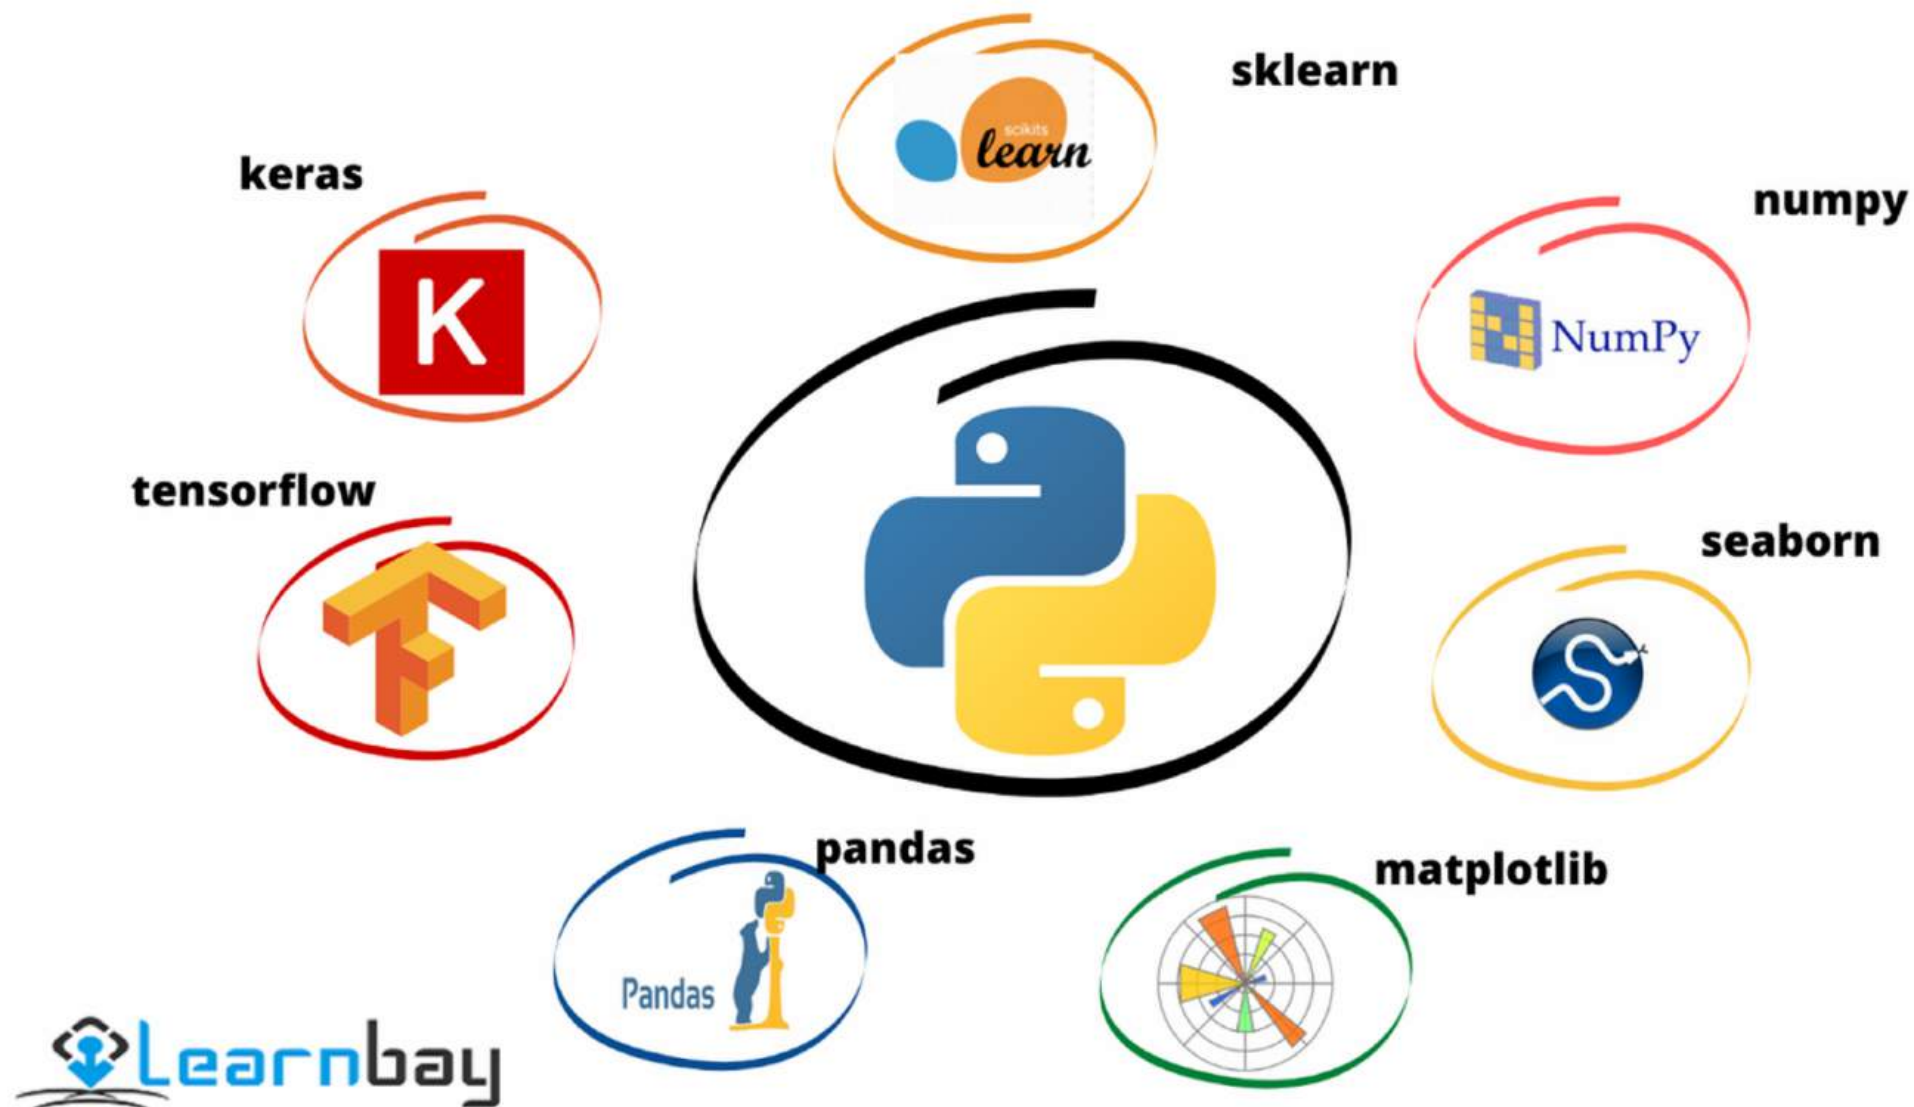 sklearn
scikits
learn
keras
K
numpy
NumPy
tensorflow
seaborn
pandas
Pandas
matplotlib
Learnbay